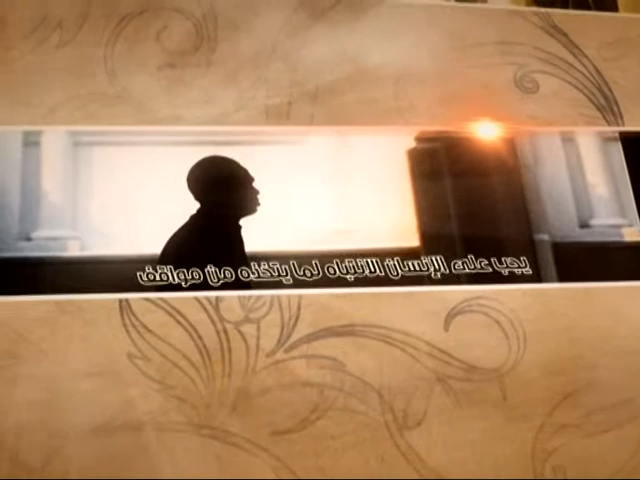 يجب على الإنسان الانتباه لما يتخذه من مواقف